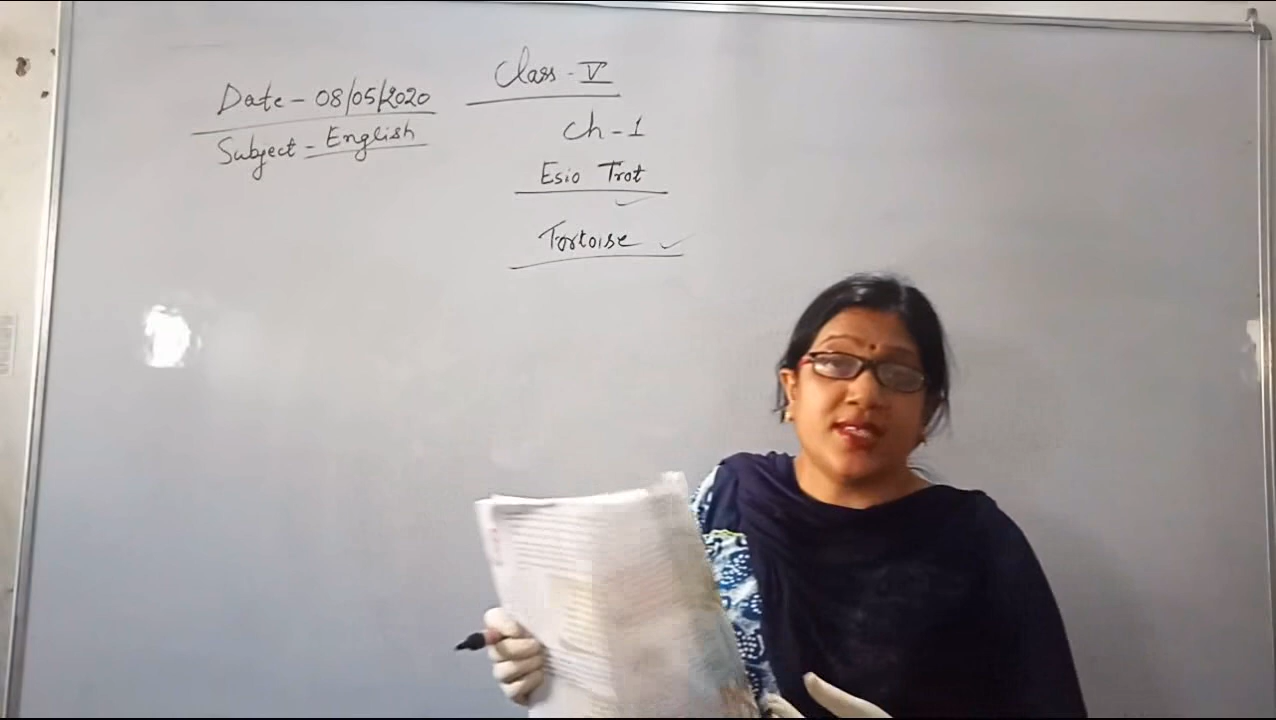 Class - V
Date - 08/05/2020
Subject - English
Ch - 1
Esio Trot
Tortoise